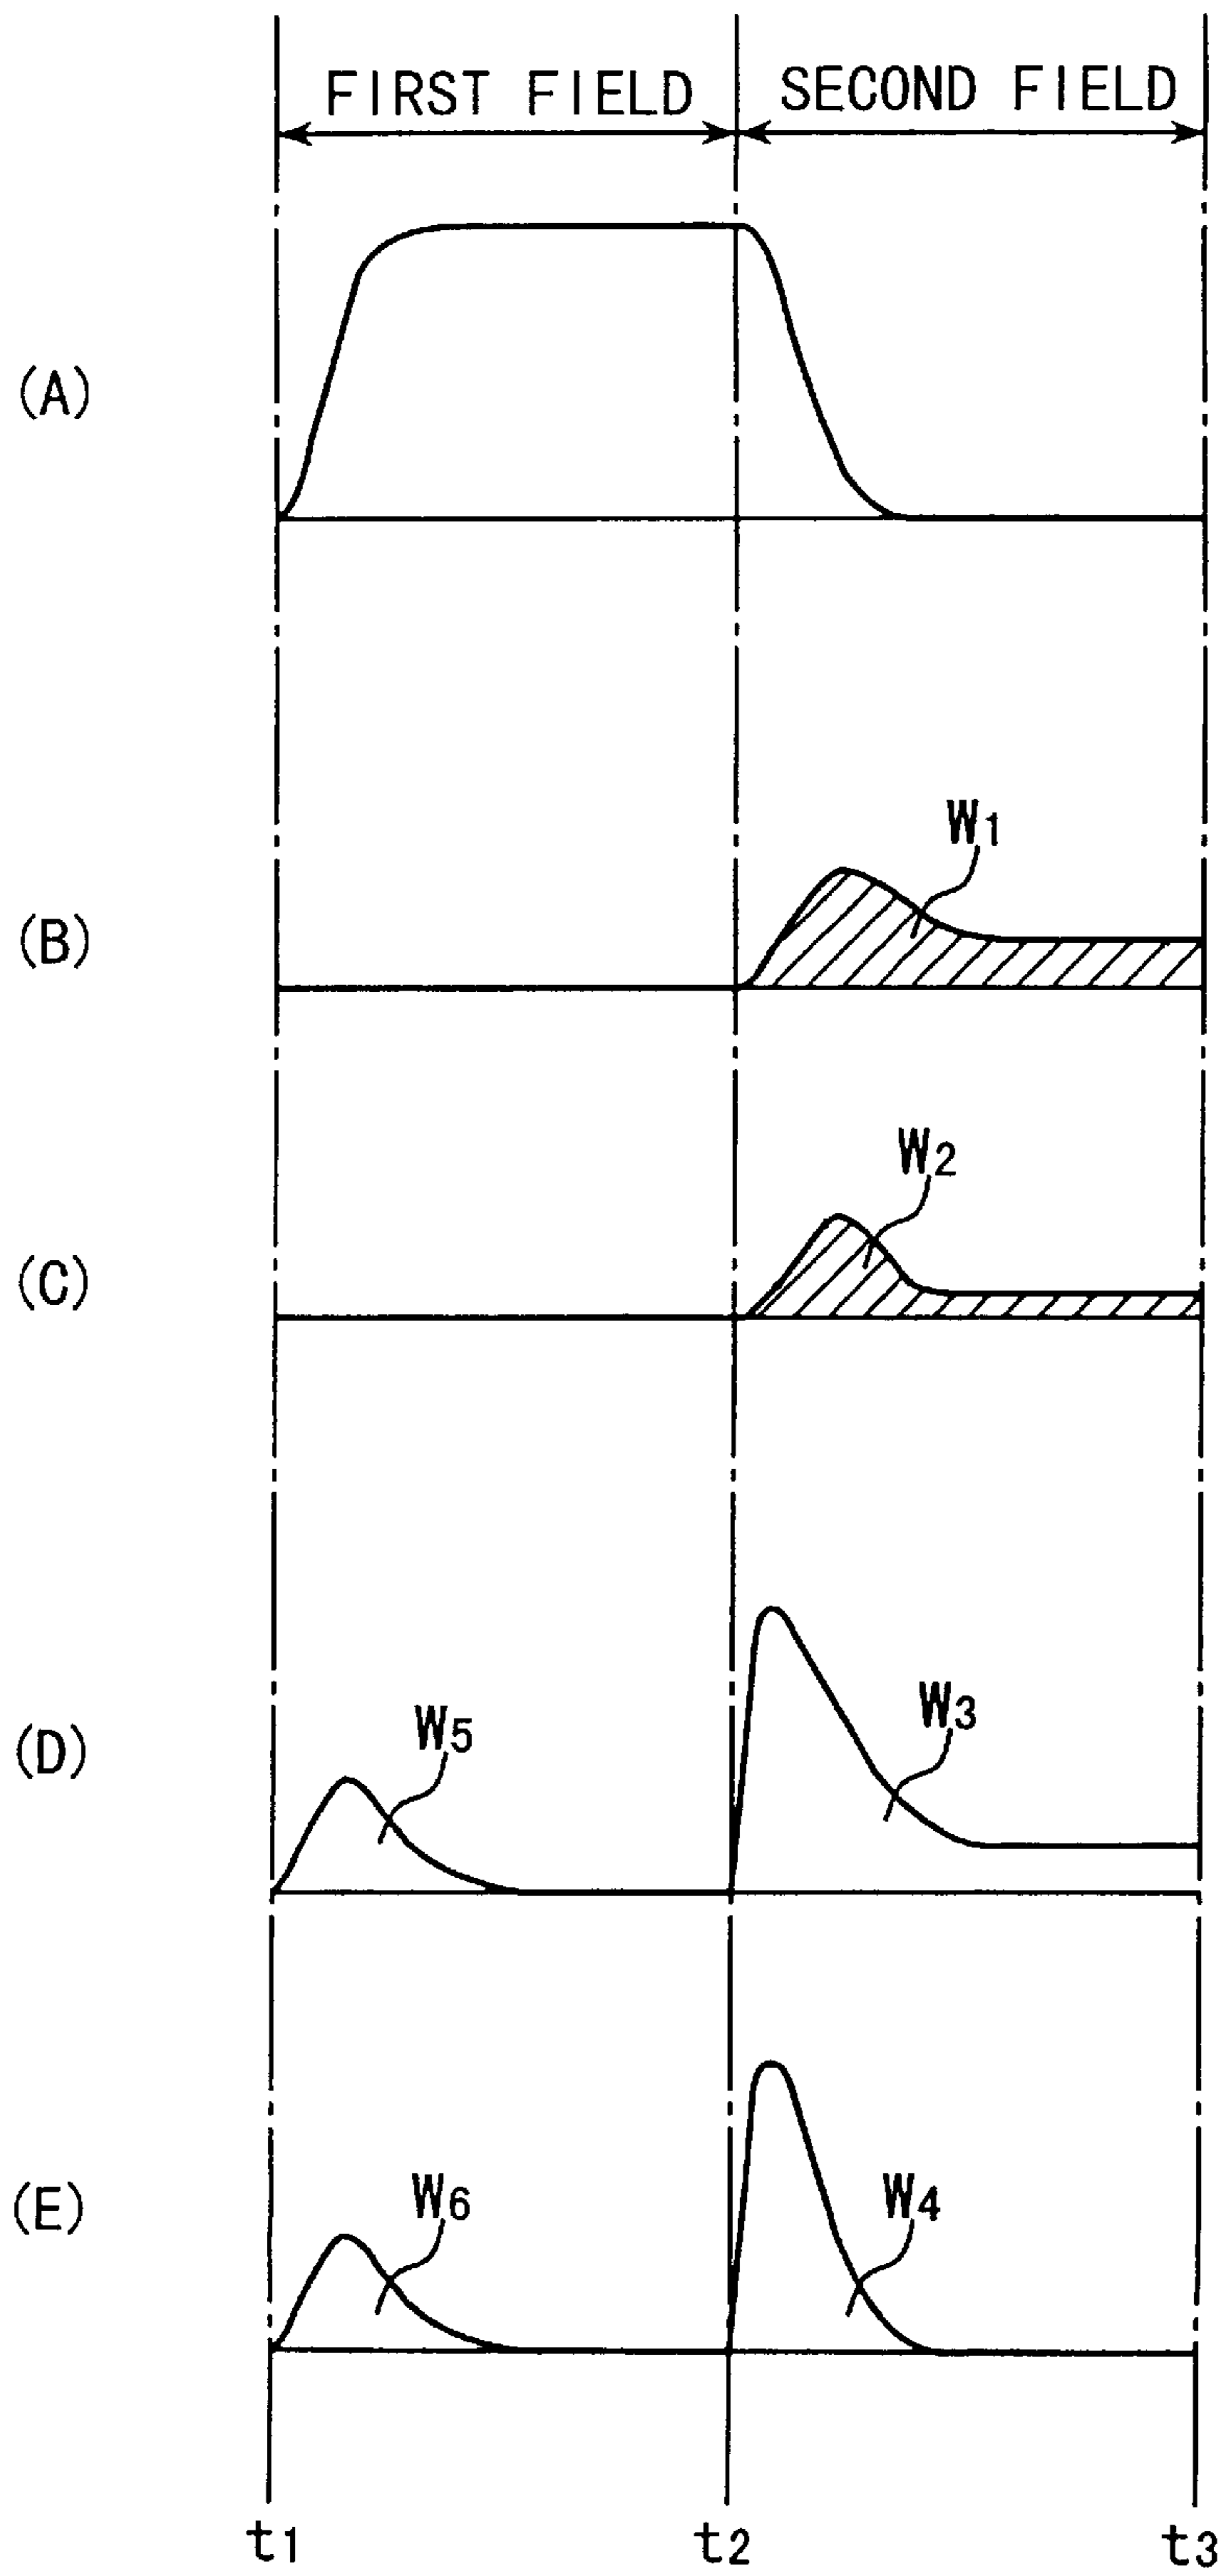 FIRST FIELD SECOND FIELD
(A)
W1
(B)
W2
(C)
W3
W5
(D)
W6 W4
(E)
t1 t2 t3